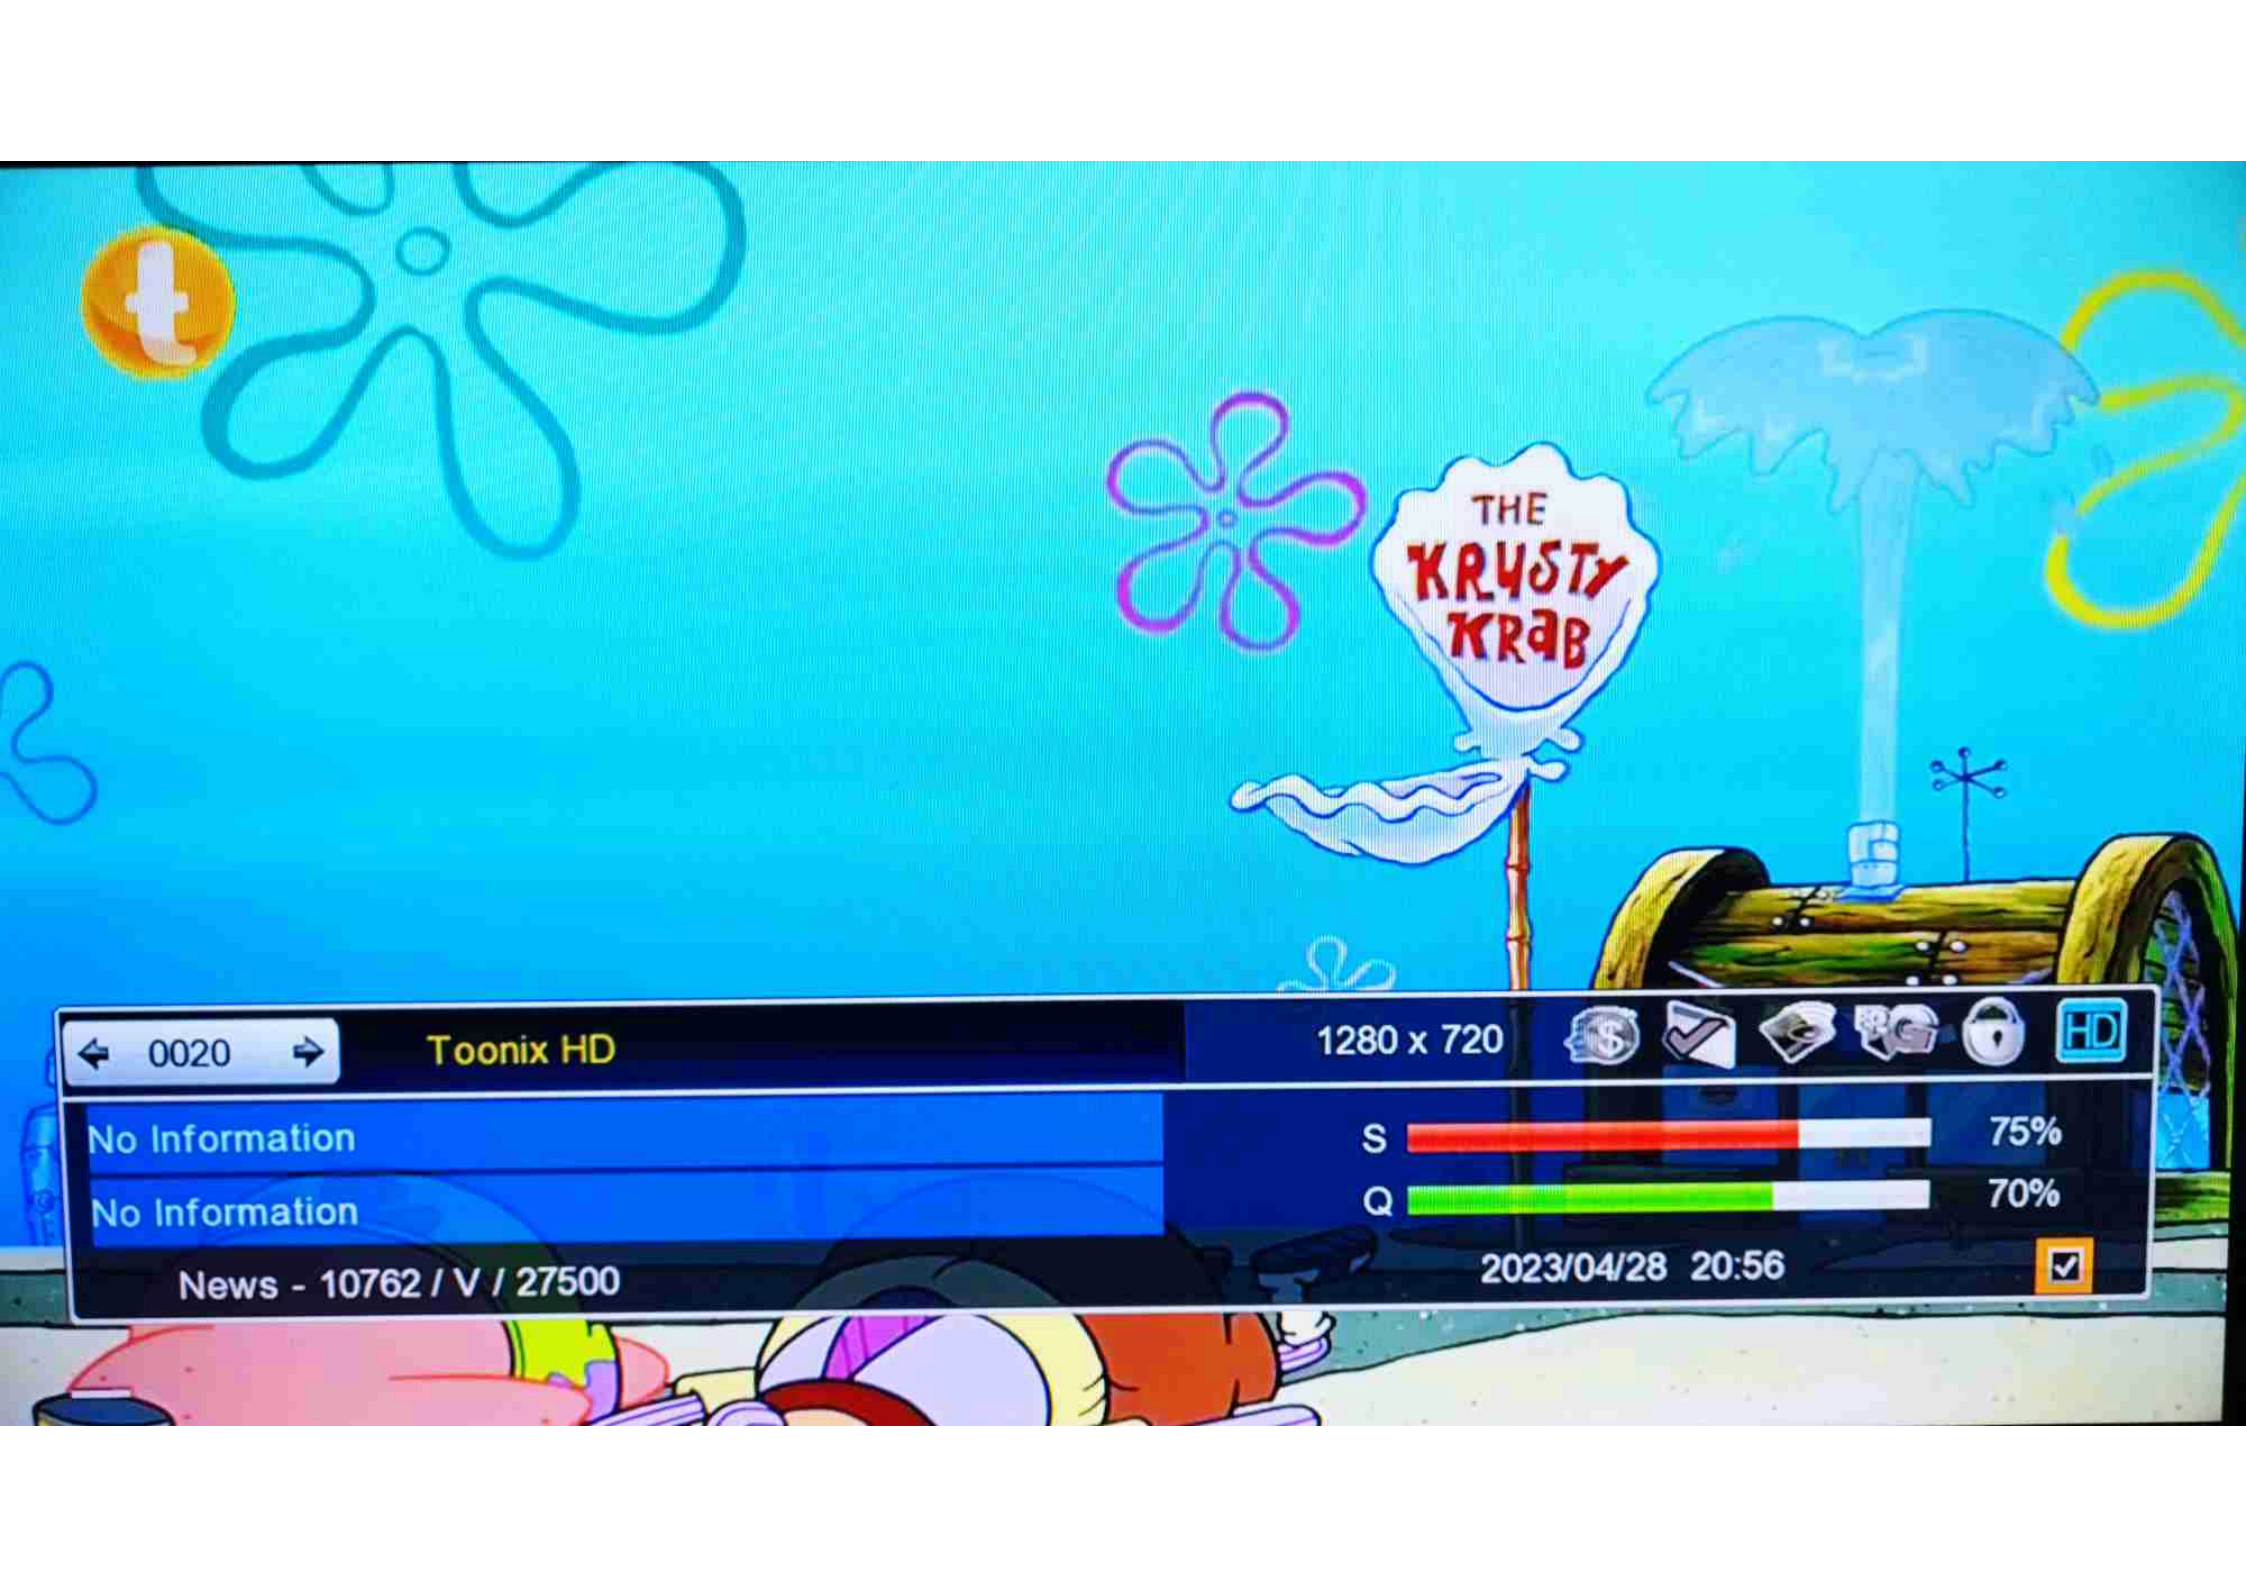 t
THE
KRUSTY
KRaB
0020
Toonix HD
1280 x 720
$
G
HD
No Information
S
75%
No Information
Q
70%
News - 10762 / V / 27500
2023/04/28 20:56